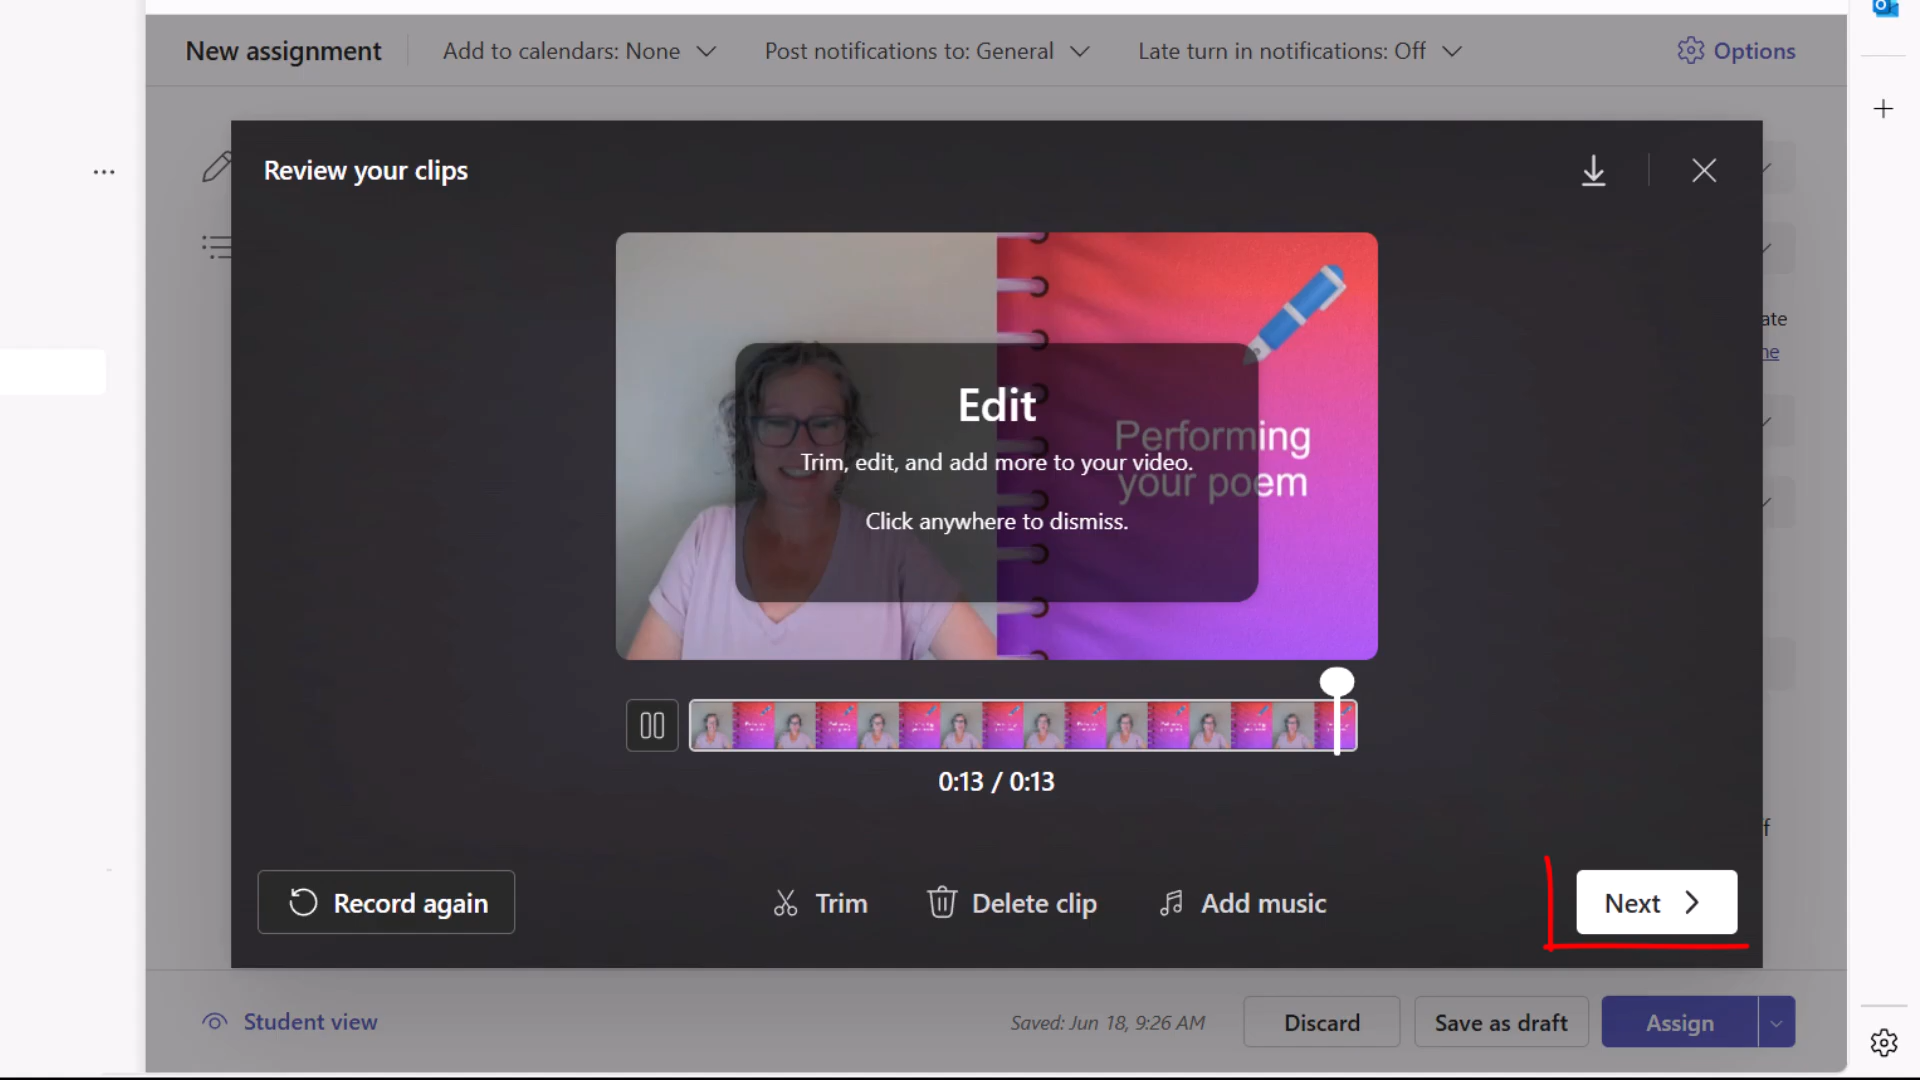 New assignment
Add to calendars: None
Post notifications to: General
Late turn in notifications: Off
Options
Review your clips
ate
ne
Edit
Performing
Trim, edit, and add more to your video.
your poem
Click anywhere to dismiss.
0:13 / 0:13
f
Record again
Trim
Delete clip
Add music
Next
Student view
Saved: Jun 18, 9:26 AM
Discard
Save as draft
Assign